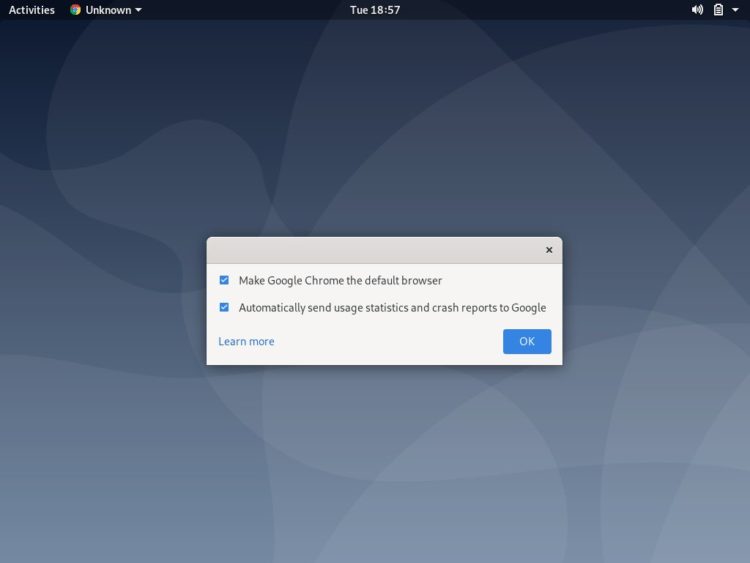 Activities Unknown Tue 18:57
Make Google Chrome the default browser
Automatically send usage statistics and crash reports to Google
Learn more OK